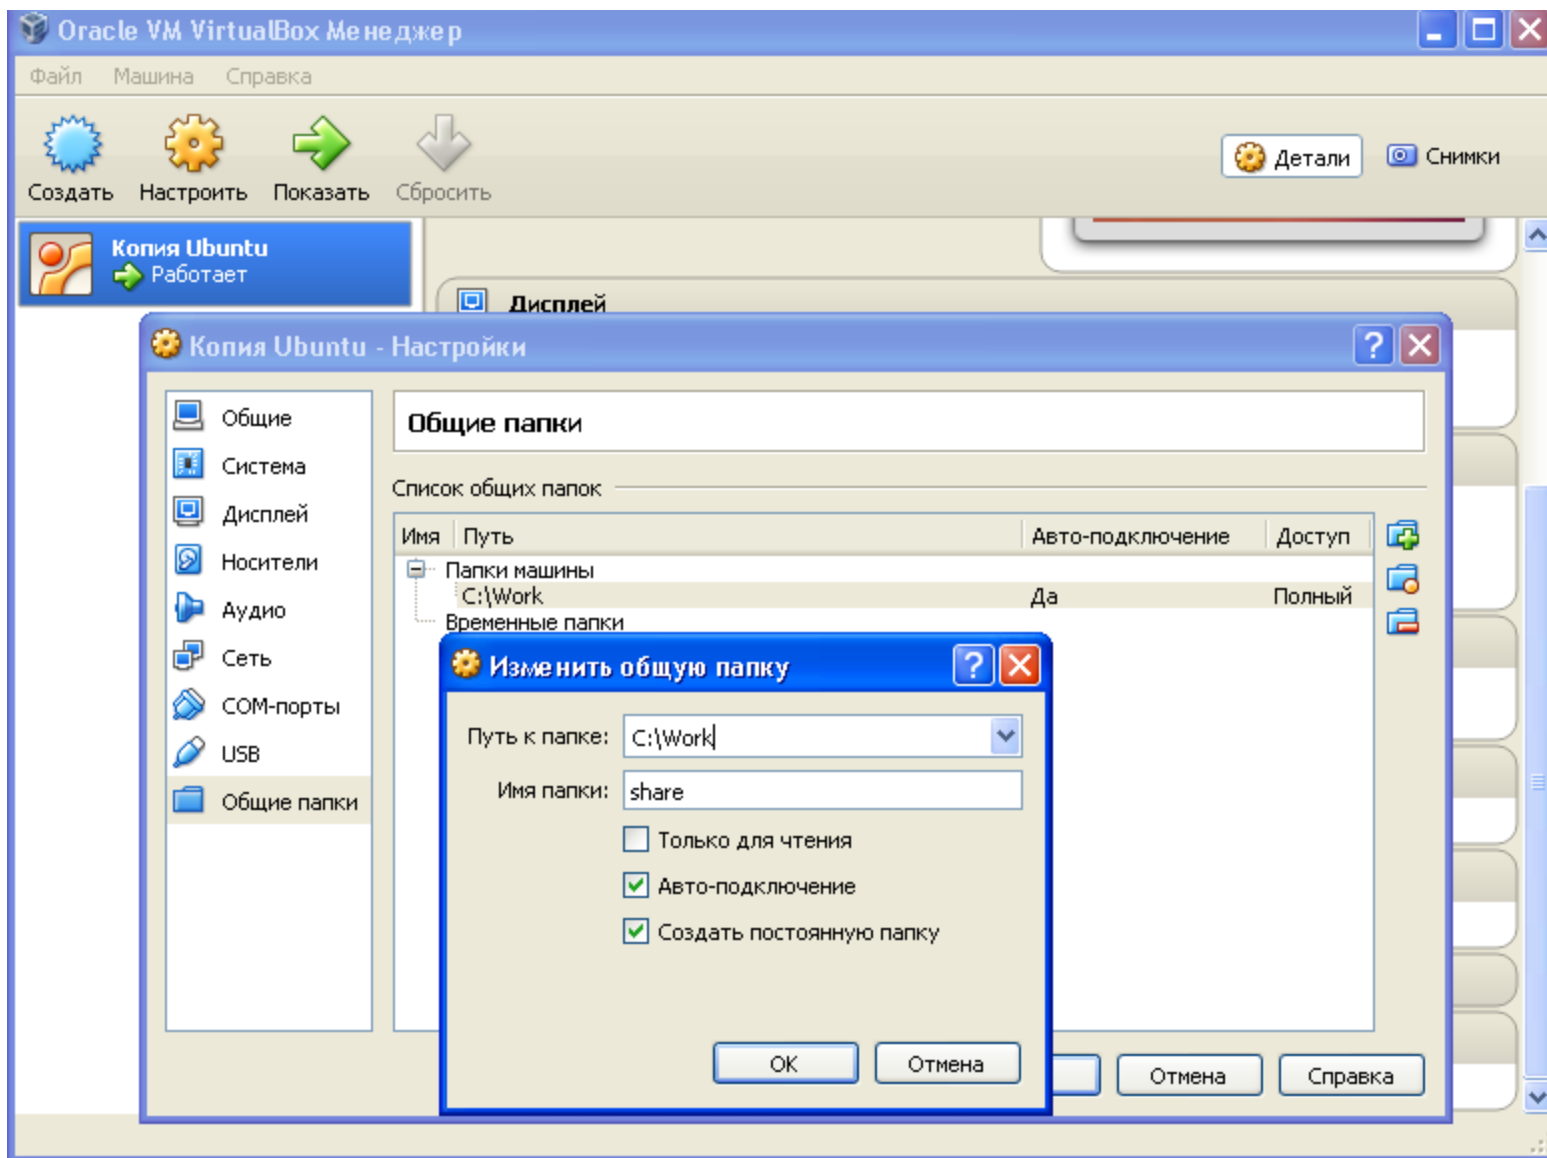 Oracle VM VirtualBox Менеджер
Файл Машина Справка
Создать Настроить Показать Сбросить
Детали Снимки
Копия Ubuntu
Работает
Дисплей
Копия Ubuntu - Настройки
Общие
Система
Дисплей
Носители
Аудио
Сеть
COM-порты
USB
Общие папки
Общие папки
Список общих папок
Имя Путь Авто-подключение Доступ
Папки машины
C:\Work Да Полный
Временные папки
Изменить общую папку
Путь к папке: C:\Work
Имя папки: share
Только для чтения
Авто-подключение
Создать постоянную папку
OK Отмена
Отмена Справка